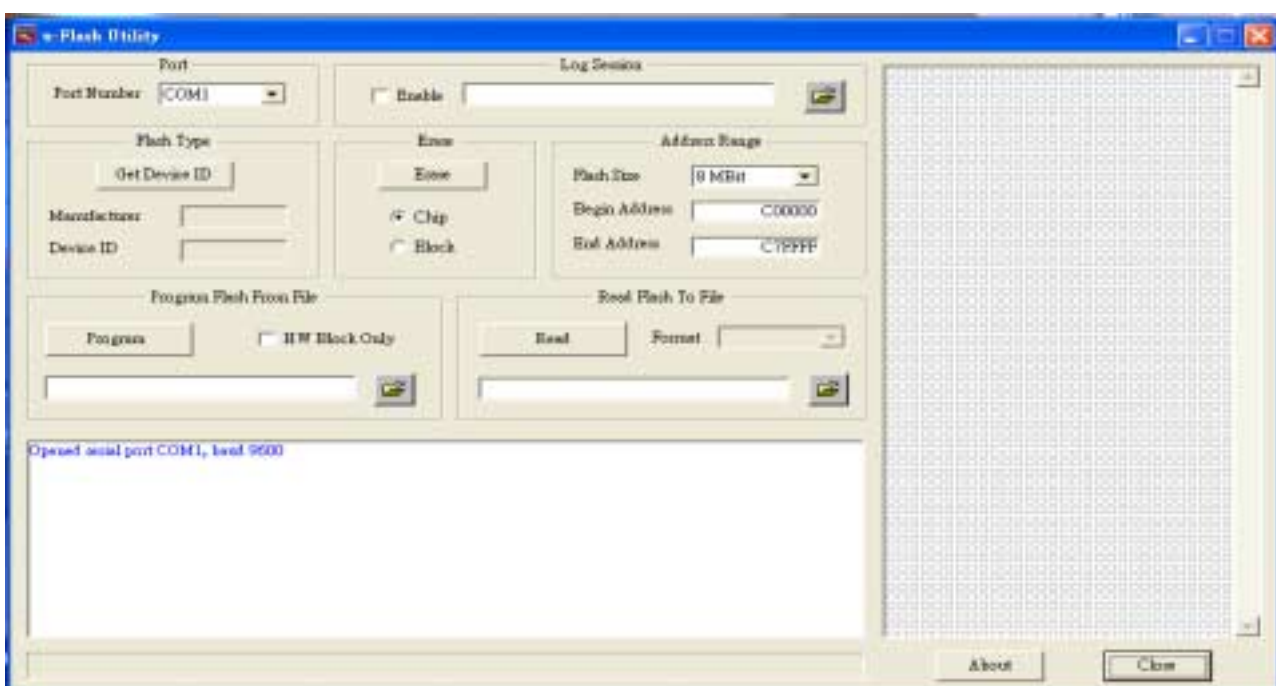 u-Flash Utility
Port
Port Number COM1
Log Session
Enable
Flash Type
Get Device ID
Manufacturer
Device ID
Erase
Erase
Chip
Block
Address Range
Flash Size 8 MBit
Begin Address C00000
End Address C7FFFF
Program Flash From File
Program HW Block Only
Read Flash To File
Read Format
Opened serial port COM1, baud 9600
About Close